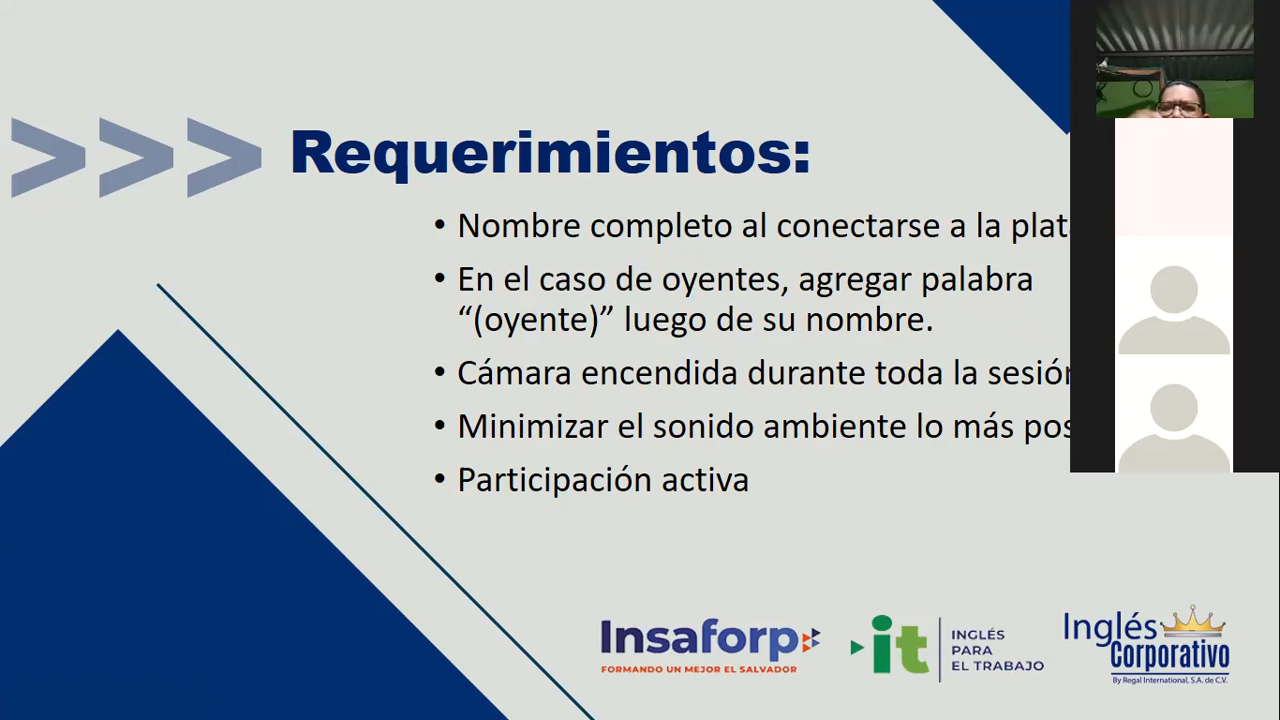 >>> Requerimientos:
• Nombre completo al conectarse a la plat
• En el caso de oyentes, agregar palabra
“(oyente)” luego de su nombre.
• Cámara encendida durante toda la sesión
• Minimizar el sonido ambiente lo más pos
• Participación activa
Insaforp
FORMANDO UN MEJOR EL SALVADOR
it
INGLÉS
PARA
EL TRABAJO
Inglés
Corporativo
By Regal International, S.A. de C.V.